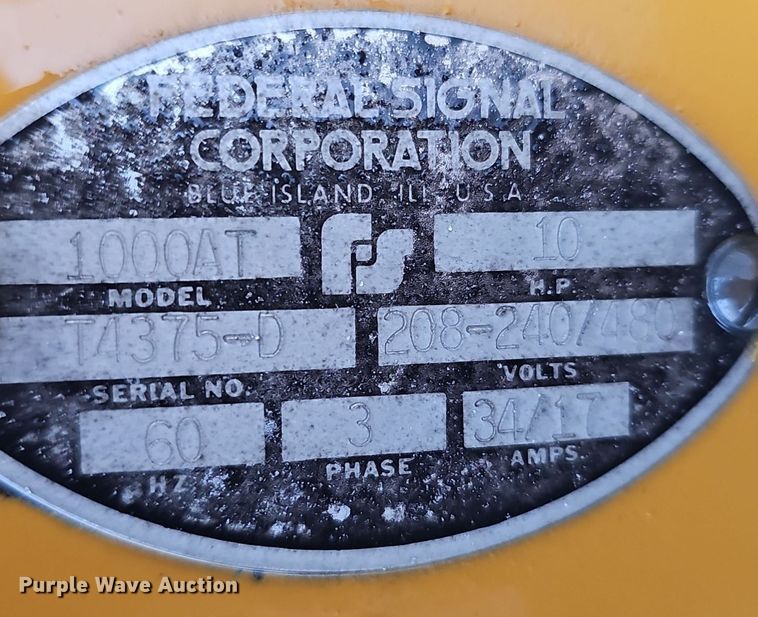 FEDERAL SIGNAL
CORPORATION
BLUE ISLAND, ILL. U.S.A.
1000AT
MODEL
FS
10
H.P.
T4375-D
SERIAL NO.
208-240/480
VOLTS
60
HZ
3
PHASE
34/17
AMPS
Purple Wave Auction